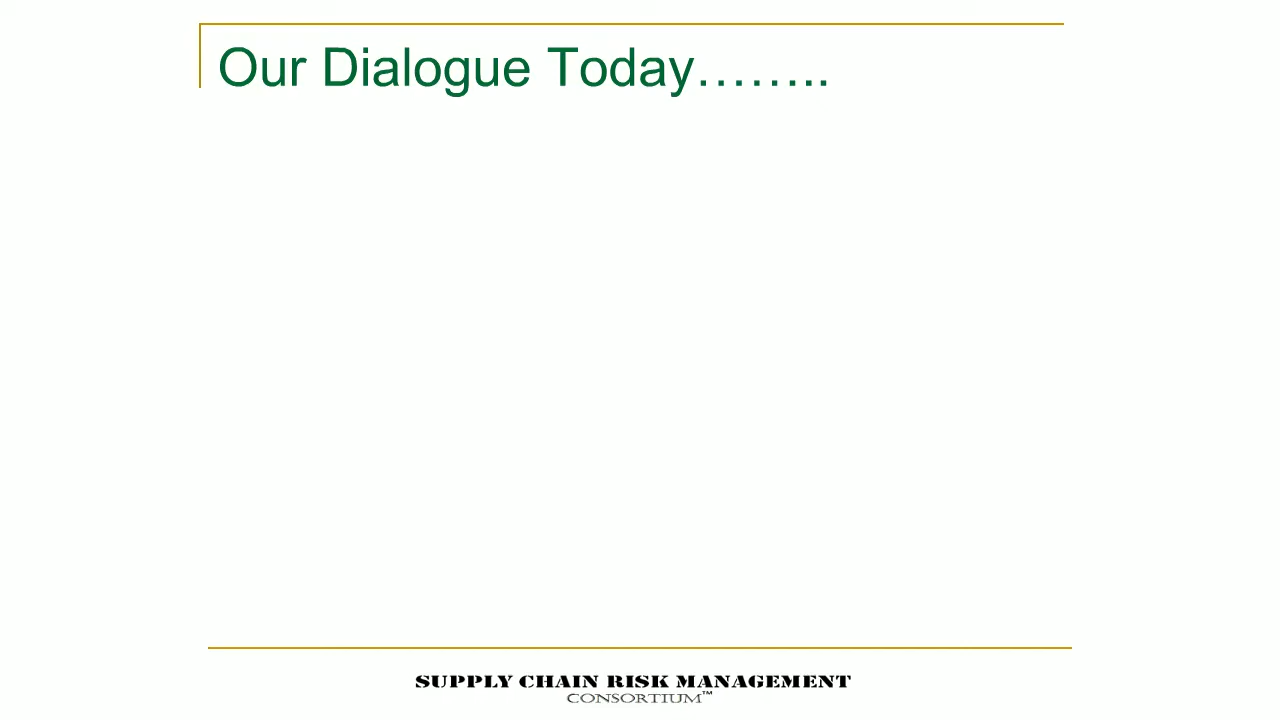 Our Dialogue Today……..
SUPPLY CHAIN RISK MANAGEMENT
CONSORTIUM™